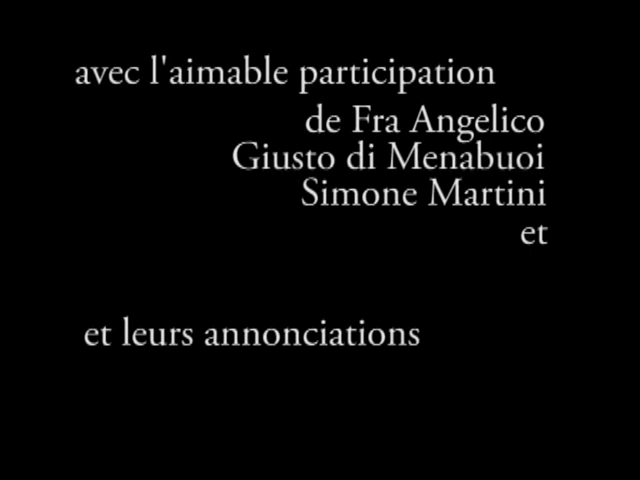 avec l'aimable participation
de Fra Angelico
Giusto di Menabuoi
Simone Martini
et
et leurs annonciations